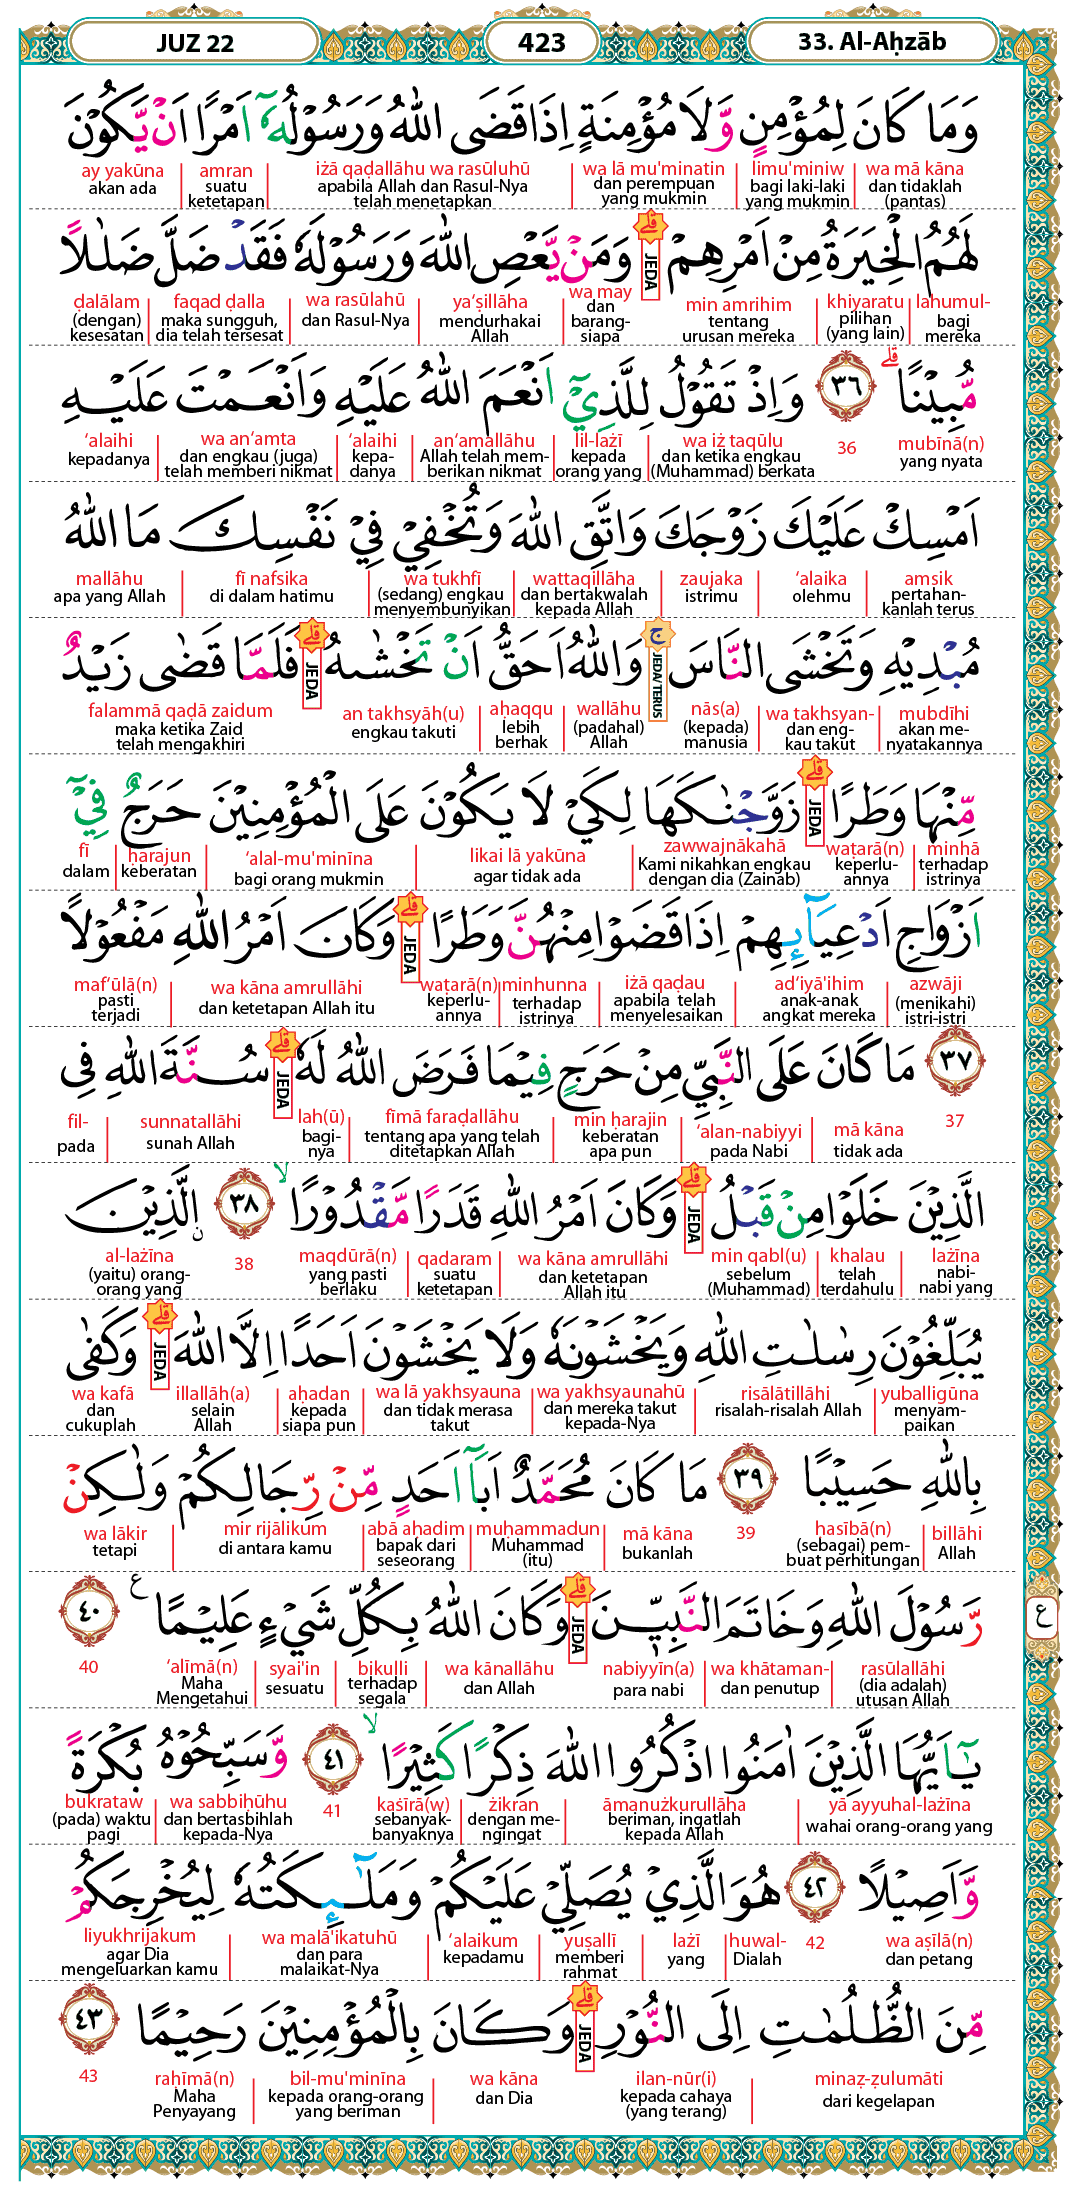 JUZ 22 423 33. Al-Aḥzāb
وَمَا كَانَ لِمُؤْمِنٍ وَّلَا مُؤْمِنَةٍ اِذَا قَضَى اللّٰهُ وَرَسُوْلُهٗٓ اَمْرًا اَنْ يَّكُوْنَ
wa mā kāna limu'miniw wa lā mu'minatin iżā qaḍallāhu wa rasūluhū amran ay yakūna
dan tidaklah (pantas) bagi laki-laki yang mukmin dan perempuan yang mukmin apabila Allah dan Rasul-Nya telah menetapkan suatu ketetapan akan ada
لَهُمُ الْخِيَرَةُ مِنْ اَمْرِهِمْ ۗ وَمَنْ يَّعْصِ اللّٰهَ وَرَسُوْلَهٗ فَقَدْ ضَلَّ ضَلٰلًا
JEDA
lahumul- khiyaratu min amrihim wa may ya‘ṣillāha wa rasūlahū faqad ḍalla ḍalālam
bagi mereka pilihan (yang lain) tentang urusan mereka dan barang-siapa mendurhakai Allah dan Rasul-Nya maka sungguh, dia telah tersesat (dengan) kesesatan
مُّبِيْنًاۗ ٣٦ وَاِذْ تَقُوْلُ لِلَّذِيْٓ اَنْعَمَ اللّٰهُ عَلَيْهِ وَاَنْعَمْتَ عَلَيْهِ
mubīnā(n) 36 wa iż taqūlu lil-lażī an‘amallāhu ‘alaihi wa an‘amta ‘alaihi
yang nyata dan ketika engkau (Muhammad) berkata kepada orang yang Allah telah mem-berikan nikmat kepa-danya dan engkau (juga) telah memberi nikmat kepadanya
اَمْسِكْ عَلَيْكَ زَوْجَكَ وَاتَّقِ اللّٰهَ وَتُخْفِيْ فِيْ نَفْسِكَ مَا اللّٰهُ
amsik ‘alaika zaujaka wattaqillāha wa tukhfī fī nafsika mallāhu
pertahan-kanlah terus olehmu istrimu dan bertakwalah kepada Allah (sedang) engkau menyembunyikan di dalam hatimu apa yang Allah
مُبْدِيْهِ وَتَخْشَى النَّاسَ ۚ وَاللّٰهُ اَحَقُّ اَنْ تَخْشٰىهُ ۗ فَلَمَّا قَضٰى زَيْدٌ
JEDA/TERUS JEDA
mubdīhi wa takhsyan- nās(a) wallāhu aḥaqqu an takhsyāh(u) falammā qaḍā zaidum
akan me-nyatakannya dan eng-kau takut (kepada) manusia (padahal) Allah lebih berhak engkau takuti maka ketika Zaid telah mengakhiri
مِّنْهَا وَطَرًا ۗ زَوَّجْنٰكَهَا لِكَيْ لَا يَكُوْنَ عَلَى الْمُؤْمِنِيْنَ حَرَجٌ فِيْٓ
JEDA
minhā waṭarā(n) zawwajnākahā likai lā yakūna ‘alal-mu'minīna ḥarajun fī
terhadap istrinya keperlu-annya Kami nikahkan engkau dengan dia (Zainab) agar tidak ada bagi orang mukmin keberatan dalam
اَزْوَاجِ اَدْعِيَاۤىِٕهِمْ اِذَا قَضَوْا مِنْهُنَّ وَطَرًا ۗ وَكَانَ اَمْرُ اللّٰهِ مَفْعُوْلًا
JEDA
azwāji ad‘iyā'ihim iżā qaḍau minhunna waṭarā(n) wa kāna amrullāhi maf‘ūlā(n)
(menikahi) istri-istri anak-anak angkat mereka apabila telah menyelesaikan terhadap istrinya keperlu-annya dan ketetapan Allah itu pasti terjadi
٣٧ مَا كَانَ عَلَى النَّبِيِّ مِنْ حَرَجٍ فِيْمَا فَرَضَ اللّٰهُ لَهٗ ۗ سُنَّةَ اللّٰهِ فِى
JEDA
37 mā kāna ‘alan-nabiyyi min ḥarajin fīmā faraḍallāhu lah(ū) sunnatallāhi fil-
tidak ada pada Nabi keberatan apa pun tentang apa yang telah ditetapkan Allah bagi-nya sunah Allah pada
الَّذِيْنَ خَلَوْا مِنْ قَبْلُ ۗ وَكَانَ اَمْرُ اللّٰهِ قَدَرًا مَّقْدُوْرًاۙ ٣٨ ۨالَّذِيْنَ
JEDA
lażīna khalau min qabl(u) wa kāna amrullāhi qadaram maqdūrā(n) 38 al-lażīna
nabi-nabi yang telah terdahulu sebelum (Muhammad) dan ketetapan Allah itu suatu ketetapan yang pasti berlaku (yaitu) orang-orang yang
يُبَلِّغُوْنَ رِسٰلٰتِ اللّٰهِ وَيَخْشَوْنَهٗ وَلَا يَخْشَوْنَ اَحَدًا اِلَّا اللّٰهَ ۗ وَكَفٰى
JEDA
yuballigūna risālātillāhi wa yakhsyaunahū wa lā yakhsyauna aḥadan illallāh(a) wa kafā
menyam-paikan risalah-risalah Allah dan mereka takut kepada-Nya dan tidak merasa takut kepada siapa pun selain Allah dan cukuplah
بِاللّٰهِ حَسِيْبًا ٣٩ مَا كَانَ مُحَمَّدٌ اَبَآ اَحَدٍ مِّنْ رِّجَالِكُمْ وَلٰكِنْ
billāhi ḥasībā(n) 39 mā kāna muḥammadun abā aḥadim mir rijālikum wa lākir
Allah (sebagai) pem-buat perhitungan bukanlah Muhammad (itu) bapak dari seseorang di antara kamu tetapi
رَّسُوْلَ اللّٰهِ وَخَاتَمَ النَّبِيّٖنَ ۗ وَكَانَ اللّٰهُ بِكُلِّ شَيْءٍ عَلِيْمًا ࣖ ٤٠ ع
JEDA
rasūlallāhi wa khātaman- nabiyyīn(a) wa kānallāhu bikulli syai'in ‘alīmā(n) 40
(dia adalah) utusan Allah dan penutup para nabi dan Allah terhadap segala sesuatu Maha Mengetahui
يٰٓاَيُّهَا الَّذِيْنَ اٰمَنُوا اذْكُرُوا اللّٰهَ ذِكْرًا كَثِيْرًاۙ ٤١ وَّسَبِّحُوْهُ بُكْرَةً
yā ayyuhal-lażīna āmanużkurullāha żikran kaṡīrā(w) 41 wa sabbiḥūhu bukrataw
wahai orang-orang yang beriman, ingatlah kepada Allah dengan me-ngingat sebanyak-banyaknya dan bertasbihlah kepada-Nya (pada) waktu pagi
وَّاَصِيْلًا ٤٢ هُوَ الَّذِيْ يُصَلِّيْ عَلَيْكُمْ وَمَلٰۤىِٕكَتُهٗ لِيُخْرِجَكُمْ
wa aṣīlā(n) 42 huwal- lażī yuṣallī ‘alaikum wa malā'ikatuhū liyukhrijakum
dan petang Dialah yang memberi rahmat kepadamu dan para malaikat-Nya agar Dia mengeluarkan kamu
مِّنَ الظُّلُمٰتِ اِلَى النُّوْرِ ۗ وَكَانَ بِالْمُؤْمِنِيْنَ رَحِيْمًا ٤٣
JEDA
minaẓ-ẓulumāti ilan-nūr(i) wa kāna bil-mu'minīna raḥīmā(n) 43
dari kegelapan kepada cahaya (yang terang) dan Dia kepada orang-orang yang beriman Maha Penyayang